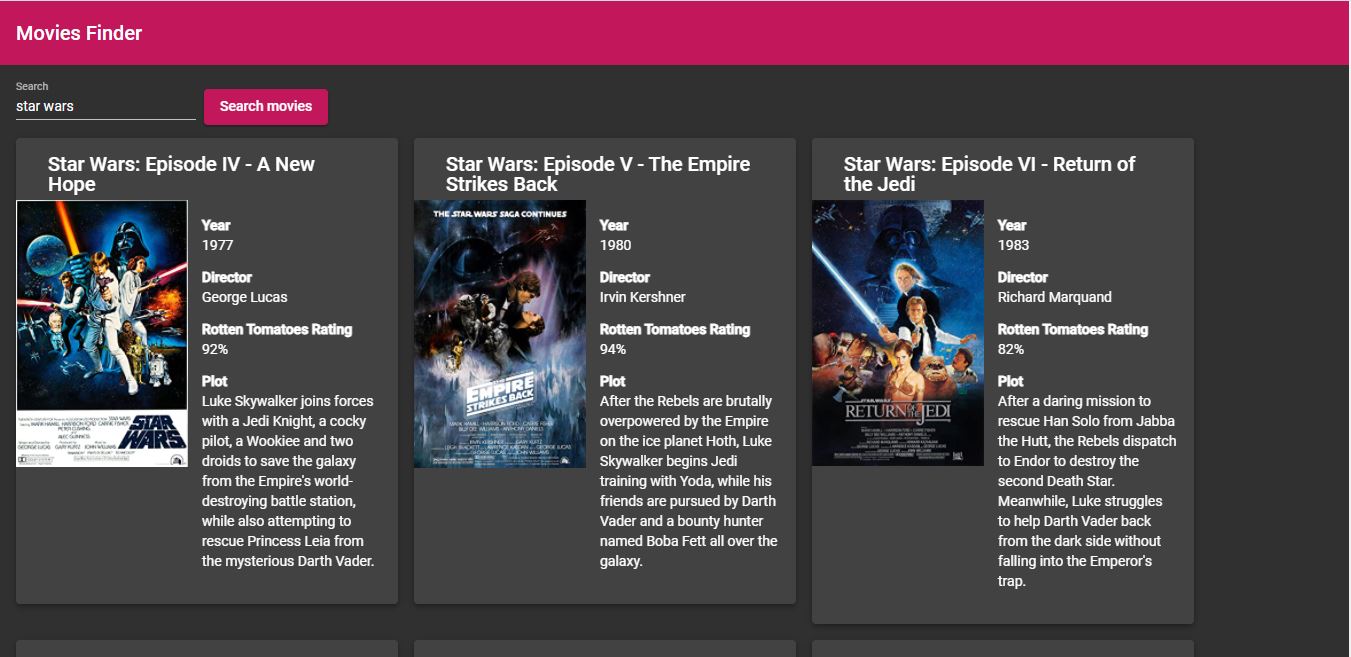 Movies Finder
Search
star wars
Search movies
Star Wars: Episode IV - A New
Hope
STAR
WARS
Year
1977
Director
George Lucas
Rotten Tomatoes Rating
92%
Plot
Luke Skywalker joins forces
with a Jedi Knight, a cocky
pilot, a Wookiee and two
droids to save the galaxy
from the Empire's world-
destroying battle station,
while also attempting to
rescue Princess Leia from
the mysterious Darth Vader.
Star Wars: Episode V - The Empire
Strikes Back
THE STAR WARS SAGA CONTINUES
THE
EMPIRE
STRIKES BACK
Year
1980
Director
Irvin Kershner
Rotten Tomatoes Rating
94%
Plot
After the Rebels are brutally
overpowered by the Empire
on the ice planet Hoth, Luke
Skywalker begins Jedi
training with Yoda, while his
friends are pursued by Darth
Vader and a bounty hunter
named Boba Fett all over the
galaxy.
Star Wars: Episode VI - Return of
the Jedi
STAR WARS
RETURN OF THE JEDI
Year
1983
Director
Richard Marquand
Rotten Tomatoes Rating
82%
Plot
After a daring mission to
rescue Han Solo from Jabba
the Hutt, the Rebels dispatch
to Endor to destroy the
second Death Star.
Meanwhile, Luke struggles
to help Darth Vader back
from the dark side without
falling into the Emperor's
trap.